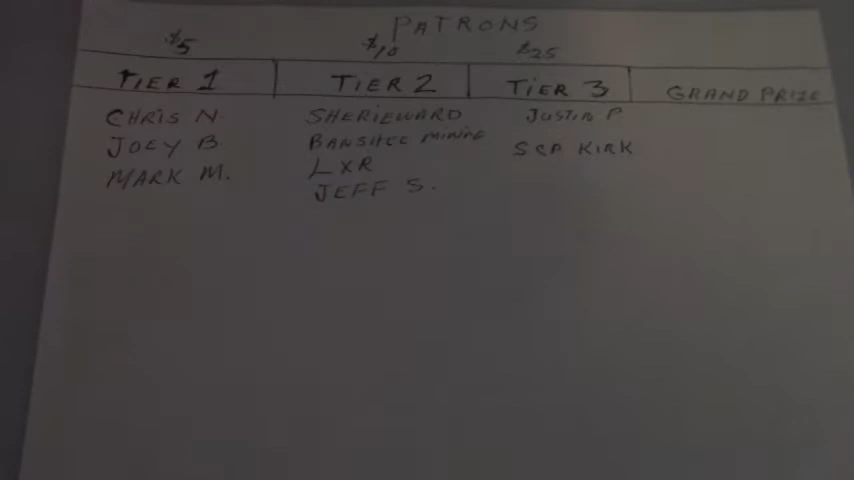 PATRONS
$5 $10 $25
TIER 1 TIER 2 TIER 3 GRAND PRIZE
CHRIS N SHERIEWARD JUSTIN P
JOEY B BANSHEE MINING SCP KIRK
MARK M. LXR
JEFF S.